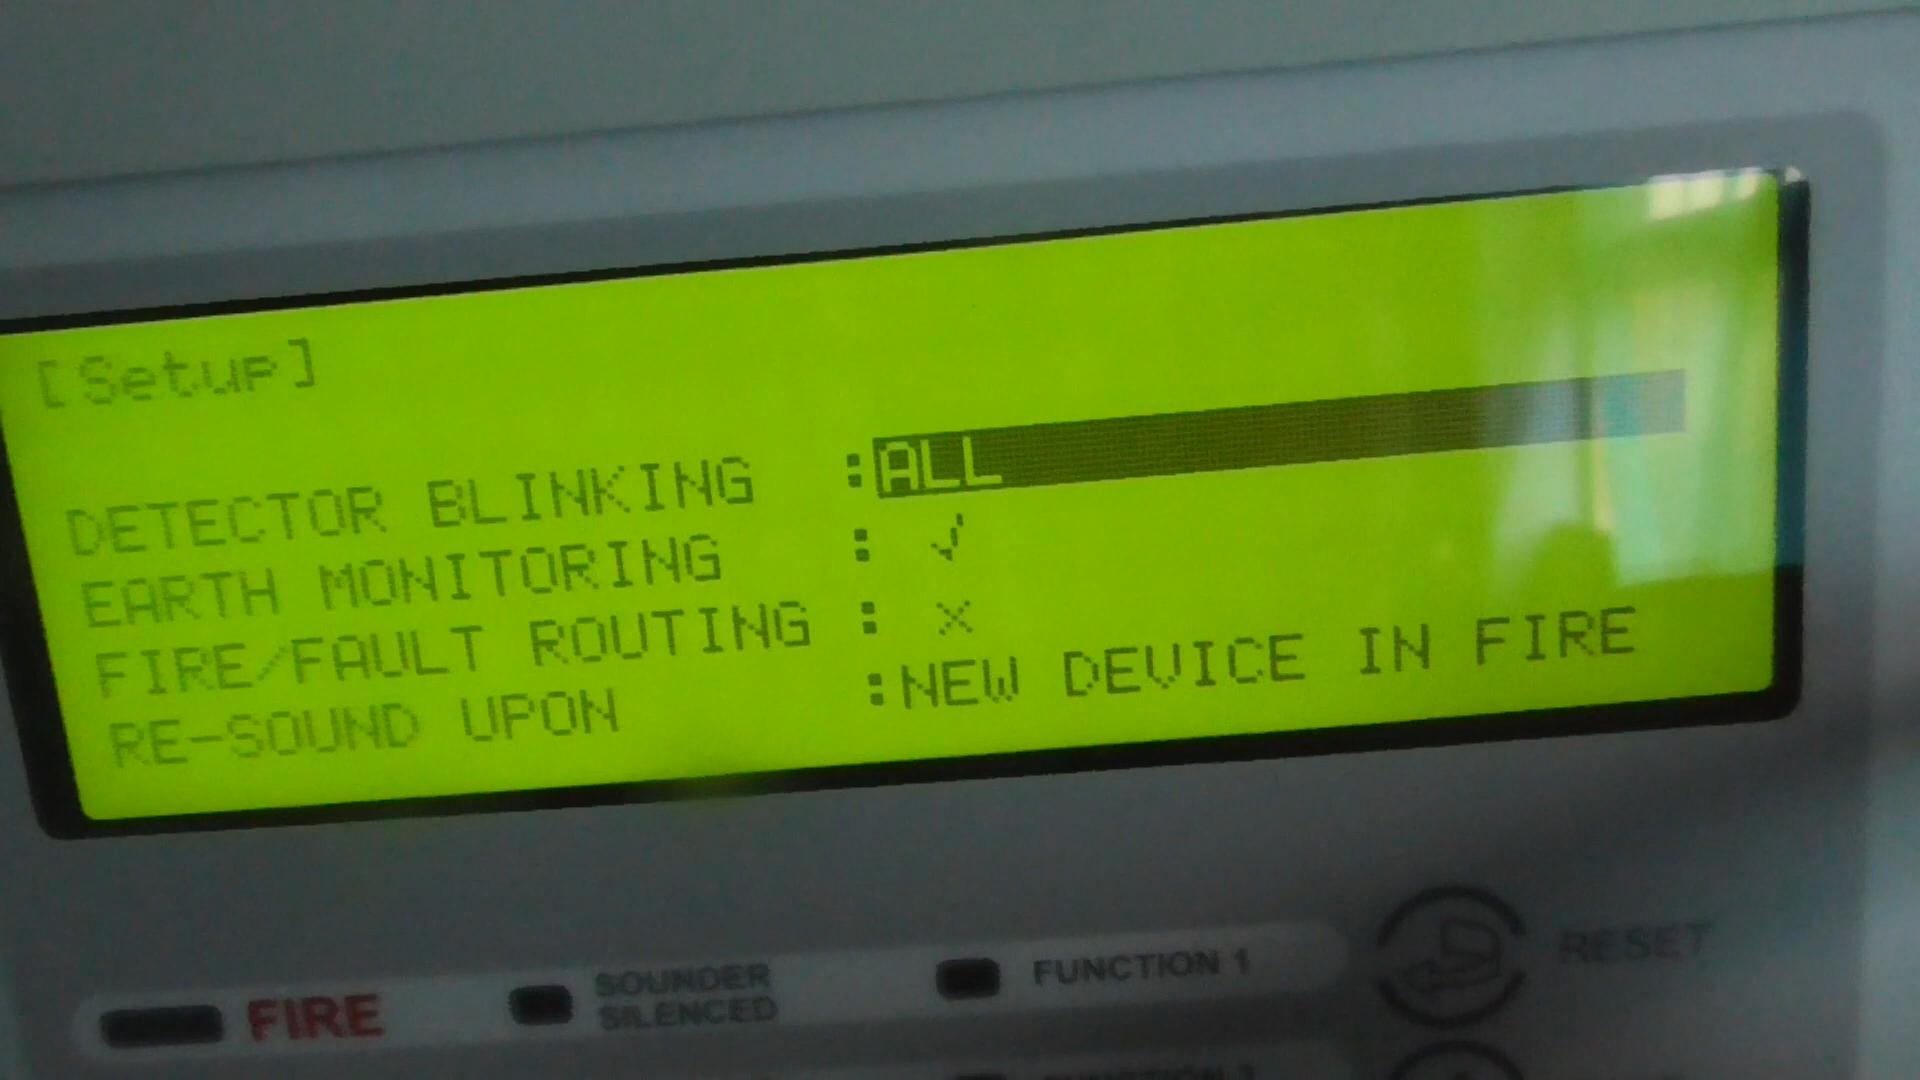 [Setup]
DETECTOR BLINKING :ALL
EARTH MONITORING : √
FIRE/FAULT ROUTING : ×
RE-SOUND UPON :NEW DEVICE IN FIRE
FIRE
SOUNDER SILENCED
FUNCTION 1
RESET